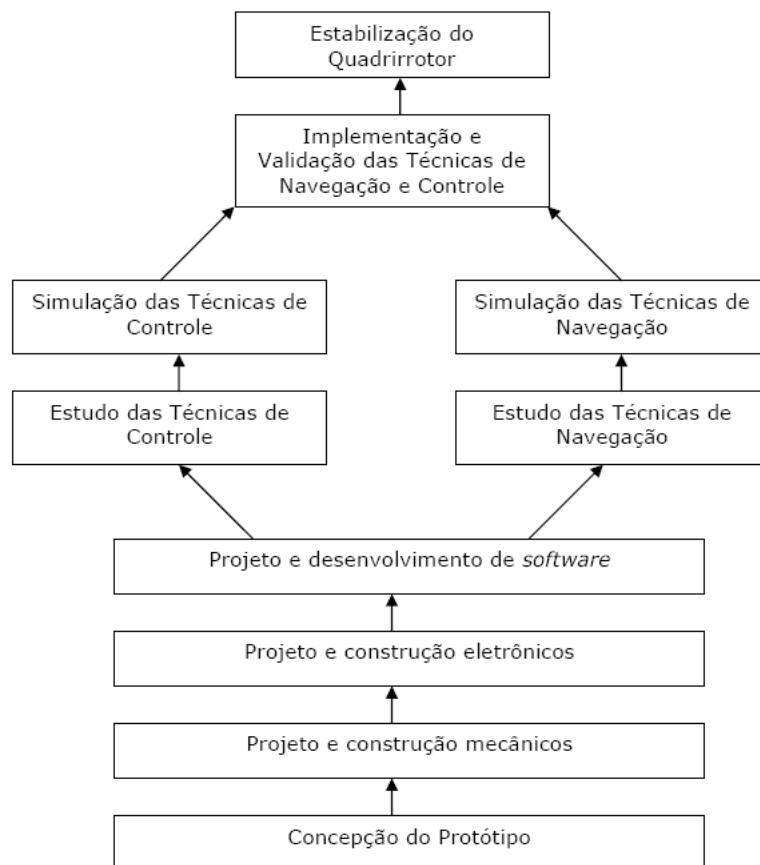 Estabilização do
Quadrirrotor
Implementação e
Validação das Técnicas de
Navegação e Controle
Simulação das Técnicas de
Controle
Simulação das Técnicas de
Navegação
Estudo das Técnicas de
Controle
Estudo das Técnicas de
Navegação
Projeto e desenvolvimento de software
Projeto e construção eletrônicos
Projeto e construção mecânicos
Concepção do Protótipo